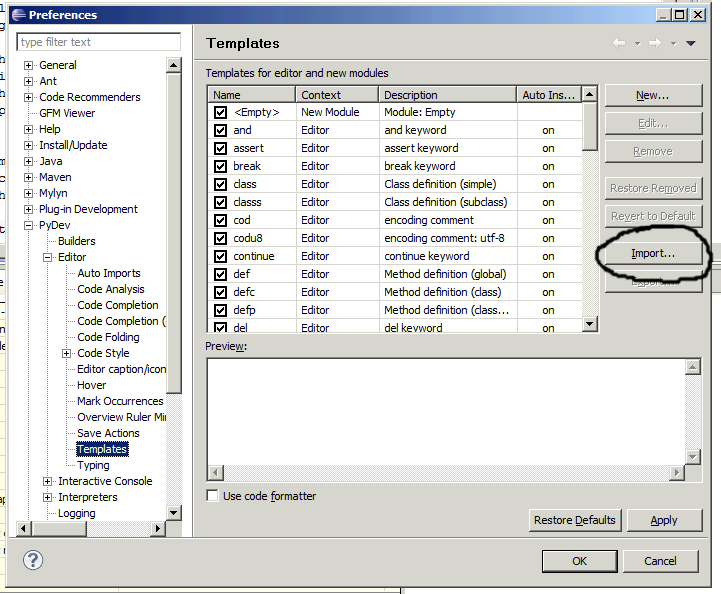 Preferences
type filter text
General
Ant
Code Recommenders
GFM Viewer
Help
Install/Update
Java
Maven
Mylyn
Plug-in Development
PyDev
Builders
Editor
Auto Imports
Code Analysis
Code Completion
Code Completion (
Code Folding
Code Style
Editor caption/icon
Hover
Mark Occurrences
Overview Ruler Min
Save Actions
Templates
Typing
Interactive Console
Interpreters
Logging
Templates
Templates for editor and new modules
Name Context Description Auto Ins...
<Empty> New Module Module: Empty
and Editor and keyword on
assert Editor assert keyword on
break Editor break keyword on
class Editor Class definition (simple) on
classs Editor Class definition (subclass) on
cod Editor encoding comment on
codu8 Editor encoding comment: utf-8 on
continue Editor continue keyword on
def Editor Method definition (global) on
defc Editor Method definition (class) on
defp Editor Method definition (class... on
del Editor del keyword on
New...
Edit...
Remove
Restore Removed
Revert to Default
Import...
Export...
Preview:
Use code formatter
Restore Defaults Apply
? OK Cancel